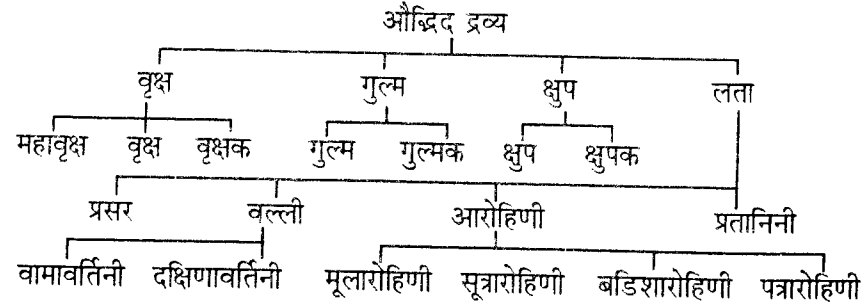 औद्भिद द्रव्य
वृक्ष गुल्म क्षुप लता
महावृक्ष वृक्ष वृक्षक गुल्म गुल्मक क्षुप क्षुपक
प्रसर वल्ली आरोहिणी प्रतानिनी
वामावर्तिनी दक्षिणावर्तिनी मूलारोहिणी सूत्रारोहिणी बडिशारोहिणी पत्रारोहिणी